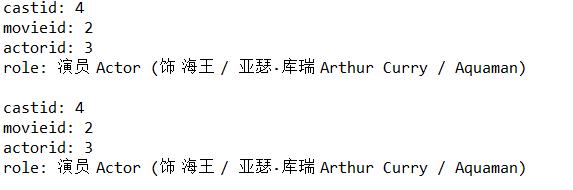 castid: 4
movieid: 2
actorid: 3
role: 演员 Actor (饰 海王 / 亚瑟·库瑞 Arthur Curry / Aquaman)
castid: 4
movieid: 2
actorid: 3
role: 演员 Actor (饰 海王 / 亚瑟·库瑞 Arthur Curry / Aquaman)